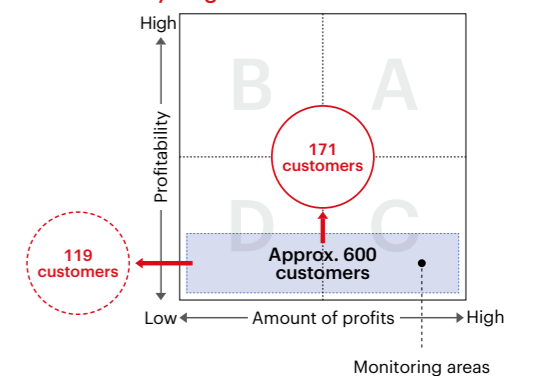 High
B
A
Profitability
171
customers
D
C
119
customers
Approx. 600
customers
Low
Amount of profits
High
Monitoring areas